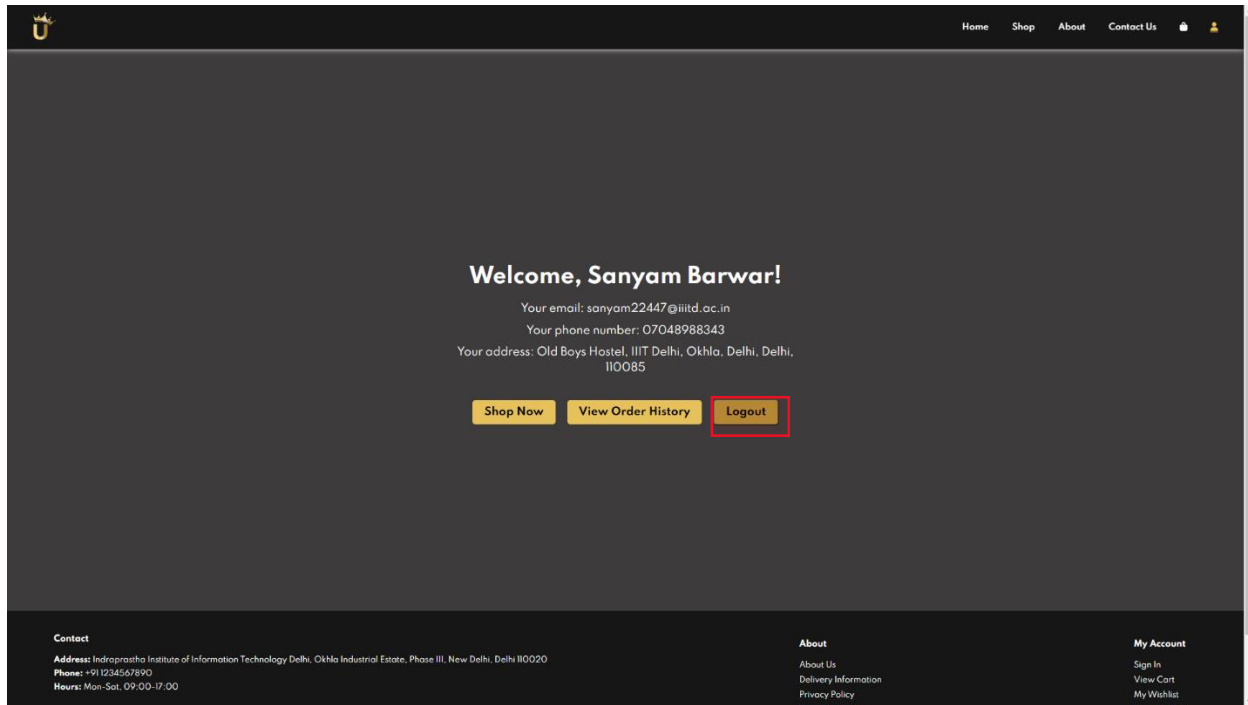 U
Home Shop About Contact Us
Welcome, Sanyam Barwar!
Your email: sanyam22447@iiitd.ac.in
Your phone number: 07048988343
Your address: Old Boys Hostel, IIIT Delhi, Okhla, Delhi, Delhi,
110085
Shop Now View Order History Logout
Contact
Address: Indraprastha Institute of Information Technology Delhi, Okhla Industrial Estate, Phase III, New Delhi, Delhi 110020
Phone: +91 1234567890
Hours: Mon-Sat, 09:00-17:00
About
About Us
Delivery Information
Privacy Policy
My Account
Sign In
View Cart
My Wishlist